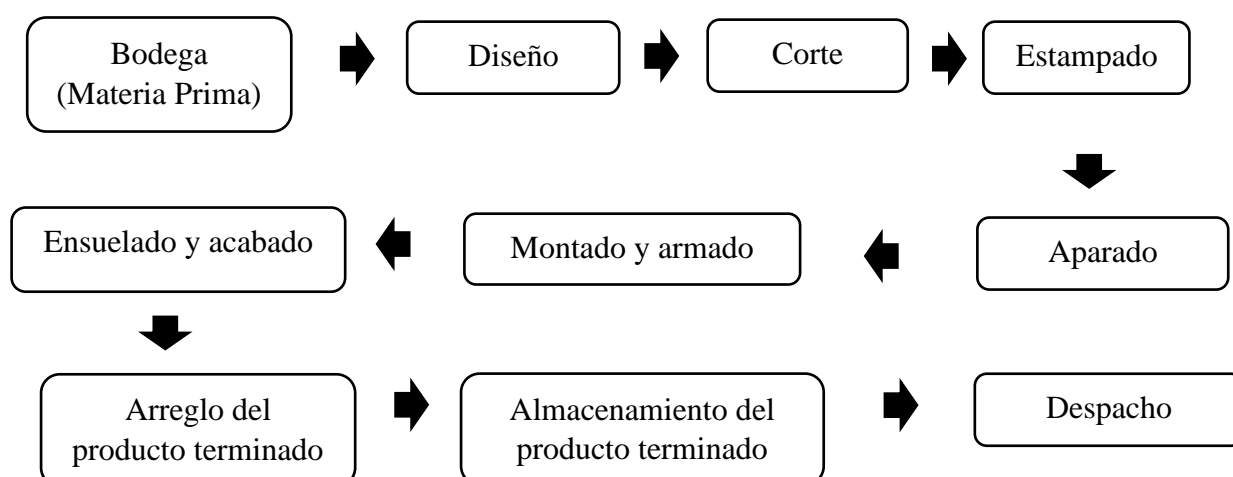 Bodega
(Materia Prima)
Diseño
Corte
Estampado
Aparado
Montado y armado
Ensuelado y acabado
Arreglo del
producto terminado
Almacenamiento del
producto terminado
Despacho